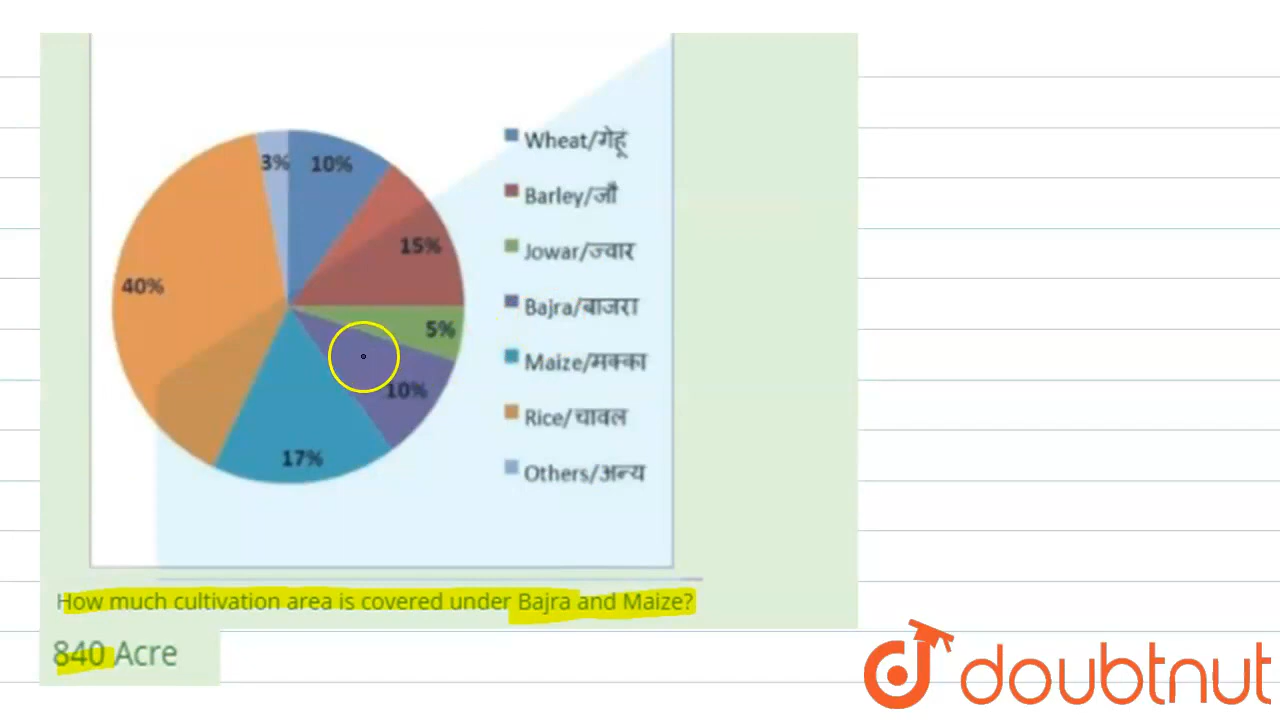 3% 10%
15%
40%
5%
10%
17%
Wheat/गेहूं
Barley/जौ
Jowar/ज्वार
Bajra/बाजरा
Maize/मक्का
Rice/चावल
Others/अन्य
How much cultivation area is covered under Bajra and Maize?
840 Acre
doubtnut